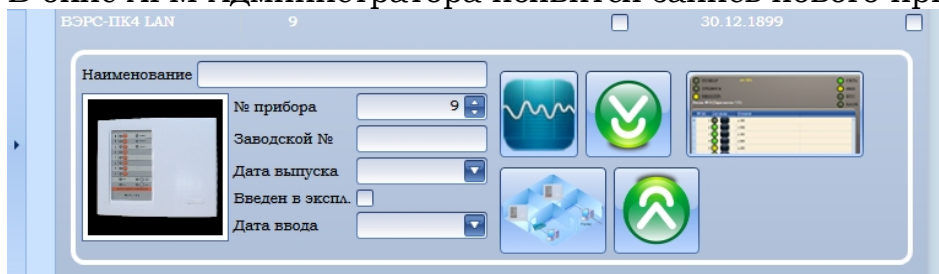 В окне АРМ Администратора появится запись нового
ВЭРС-ПК4 LAN 9 30.12.1899
Наименование
№ прибора 9
Заводской №
Дата выпуска
Введен в экспл.
Дата ввода